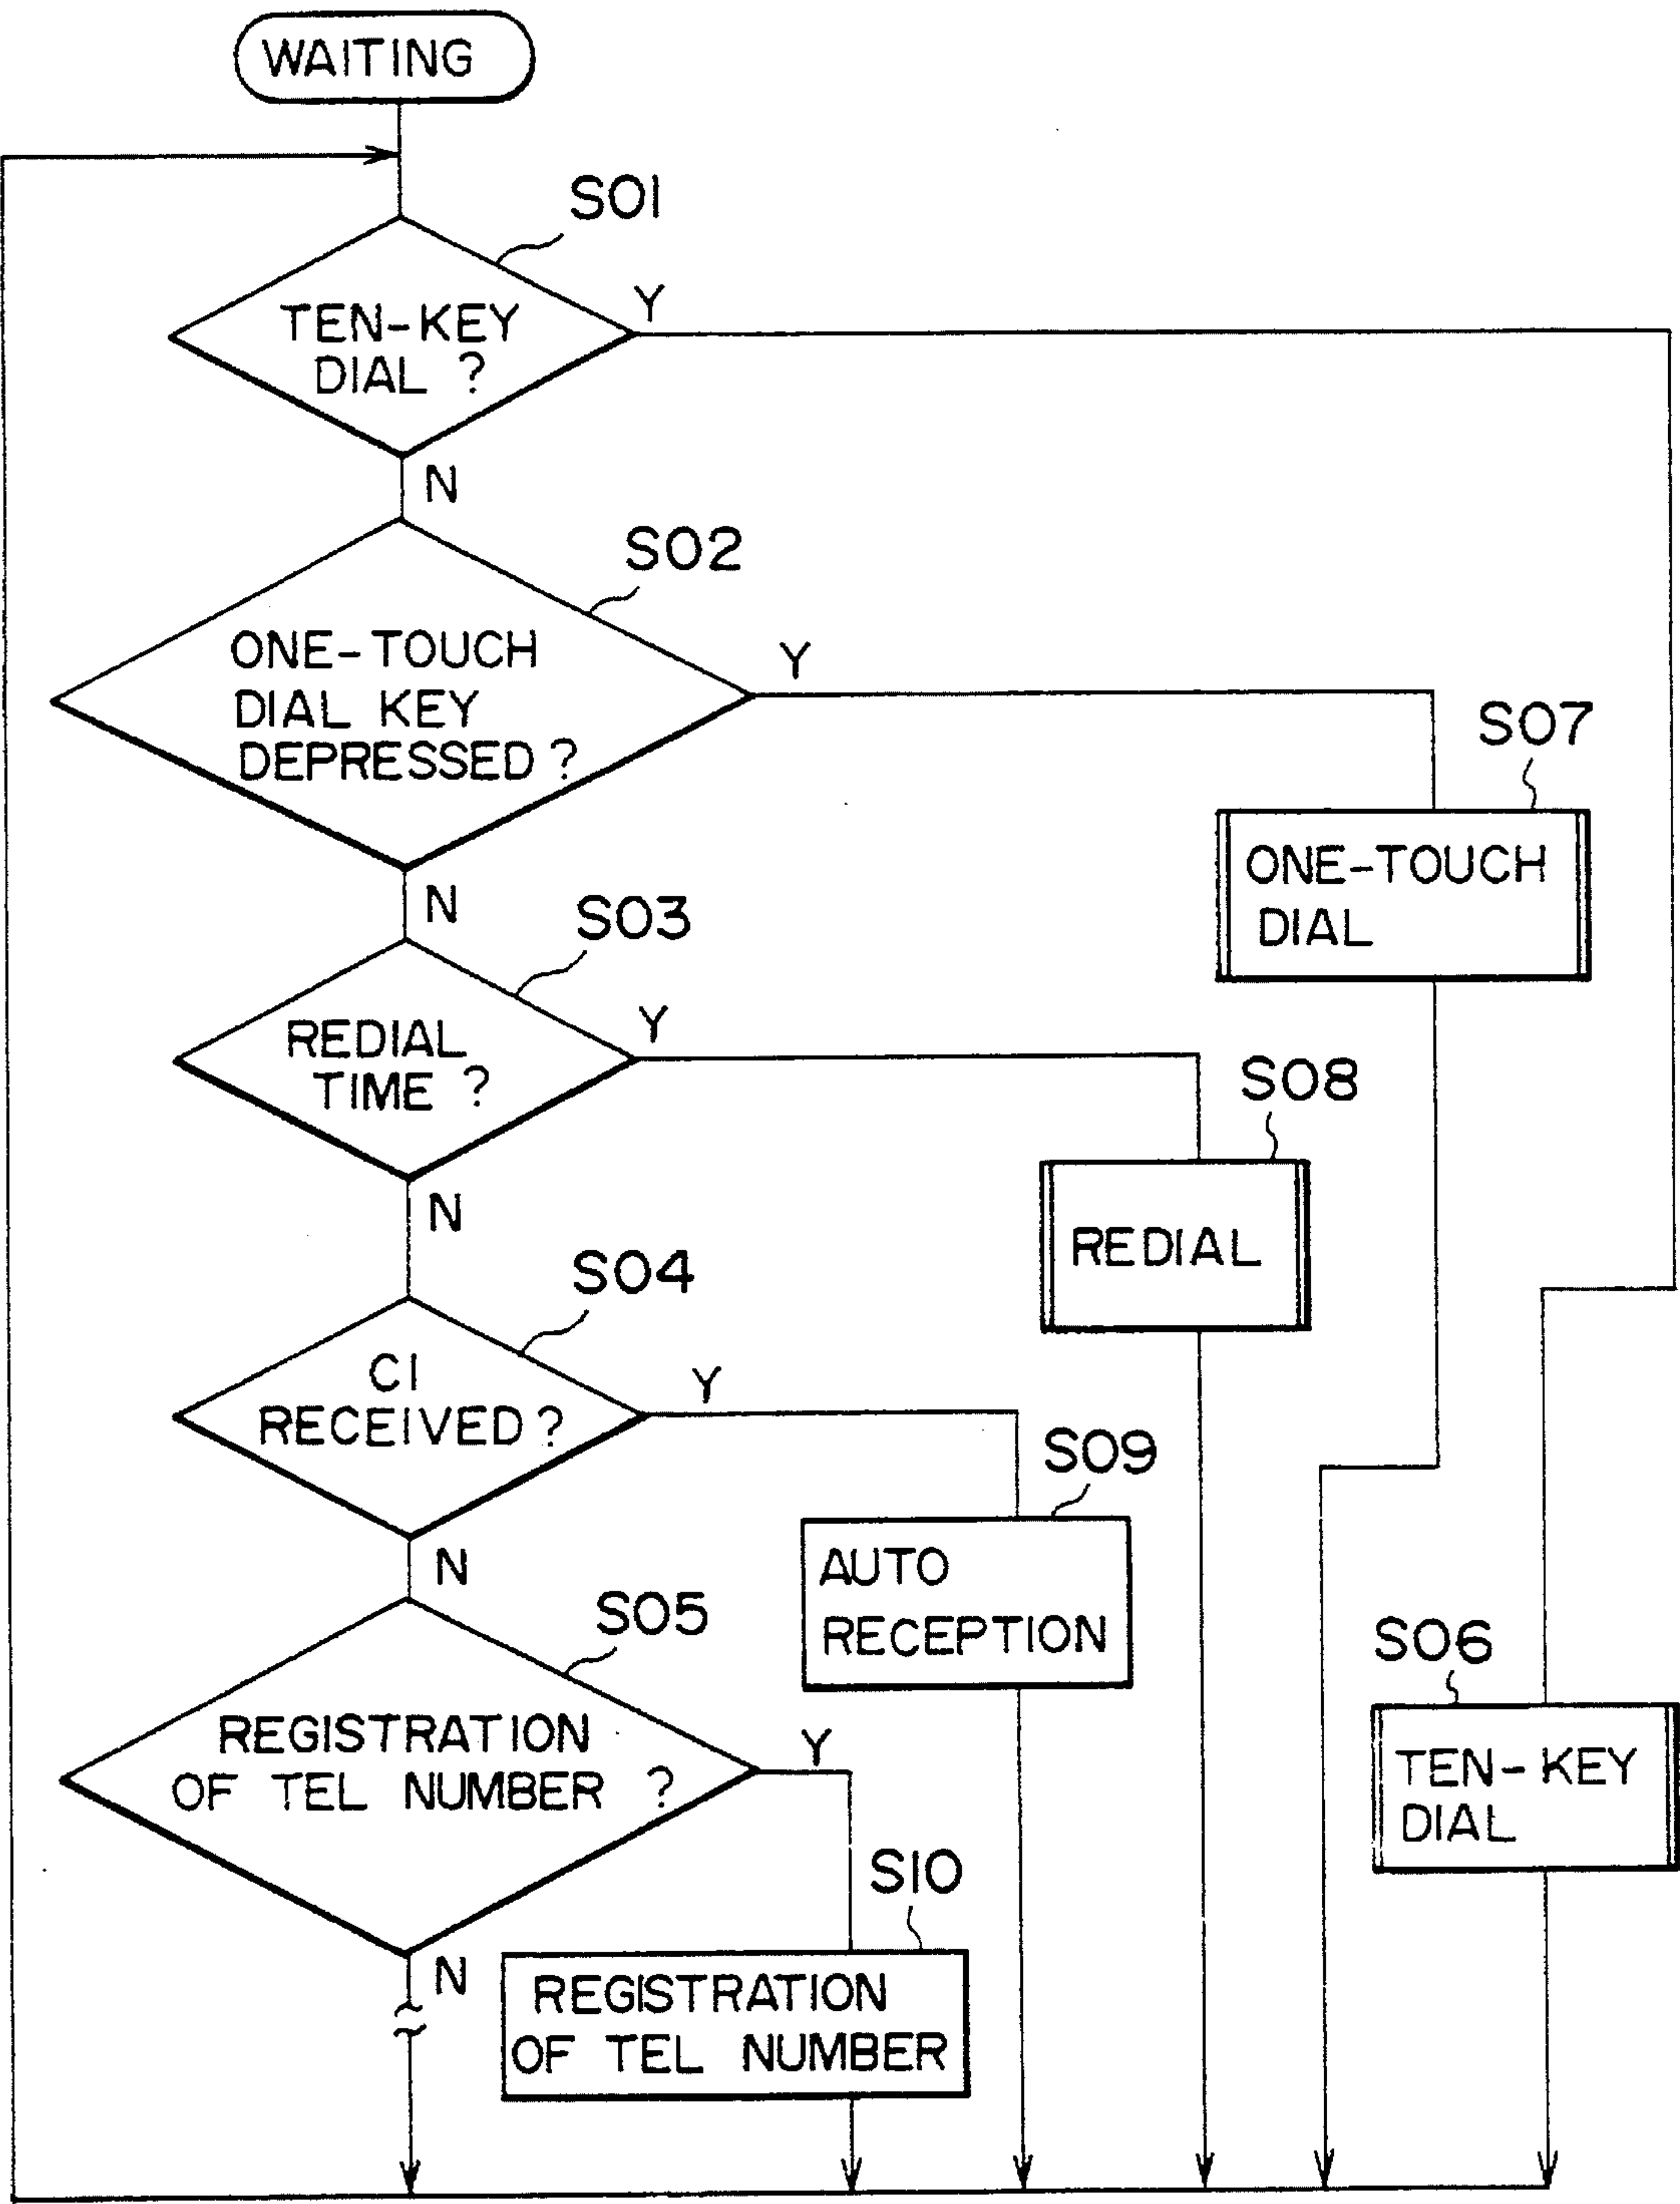 WAITING
S01
TEN-KEY
DIAL ?
Y
N
S02
ONE-TOUCH
DIAL KEY
DEPRESSED ?
Y
N
S07
ONE-TOUCH
DIAL
S03
REDIAL
TIME ?
Y
N
S08
REDIAL
S04
CI
RECEIVED ?
Y
N
S09
AUTO
RECEPTION
S05
REGISTRATION
OF TEL NUMBER ?
Y
N
S06
TEN-KEY
DIAL
S10
REGISTRATION
OF TEL NUMBER